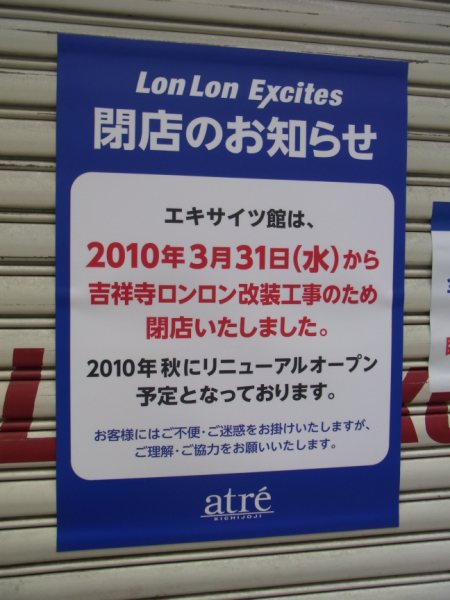 Lon Lon Excites
閉店のお知らせ
エキサイツ館は、
2010年3月31日(水)から
吉祥寺ロンロン改装工事のため
閉店いたしました。
2010年 秋にリニューアルオープン
予定となっております。
お客様にはご不便・ご迷惑をお掛けいたしますが、
ご理解・ご協力をお願いいたします。
atré
KICHIJOJI